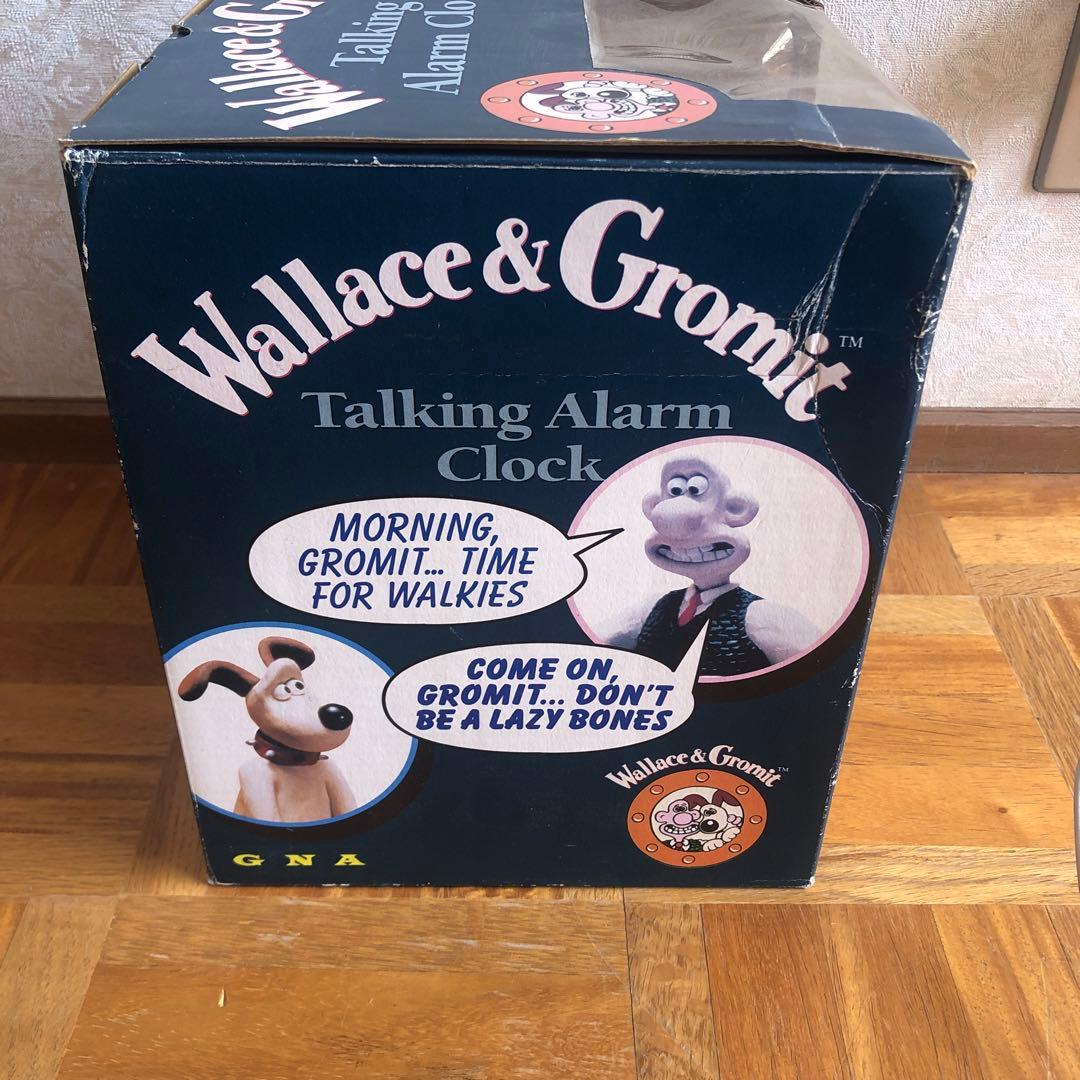 Wallace & Gr
Talking
Alarm Clo
Wallace & Gromit™
Talking Alarm
Clock
MORNING,
GROMIT... TIME
FOR WALKIES
COME ON,
GROMIT... DON'T
BE A LAZY BONES
Wallace & Gromit™
G N A